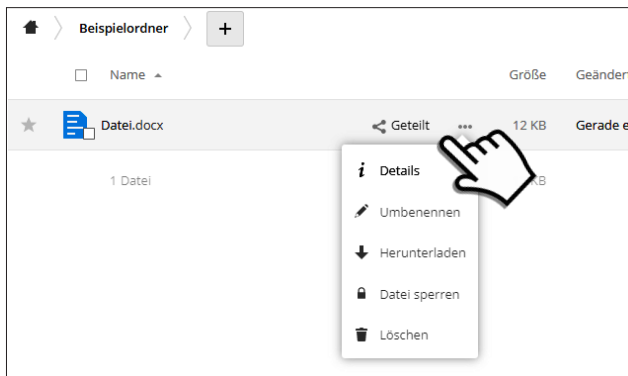 Beispielordner +
Name Größe Geänder
Datei.docx Geteilt ... 12 KB Gerade e
1 Datei KB
Details
Umbenennen
Herunterladen
Datei sperren
Löschen